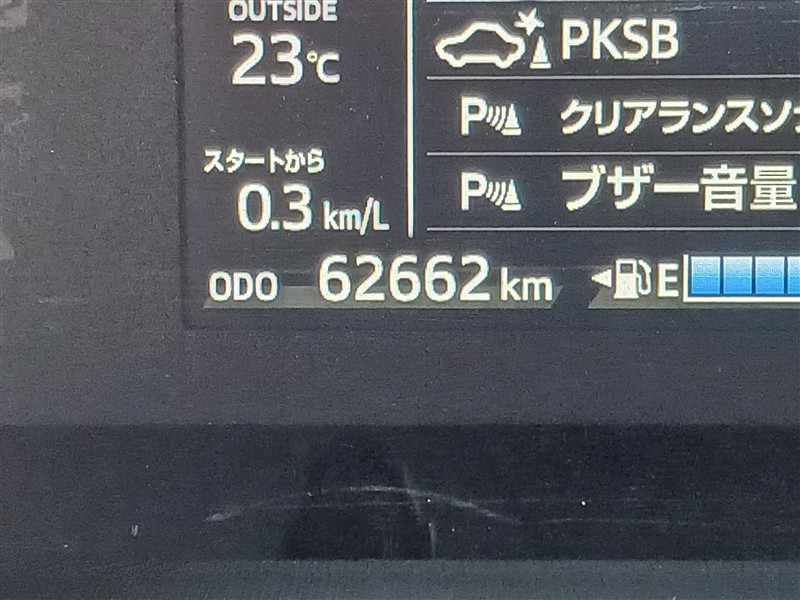 OUTSIDE
23℃
スタートから
0.3 km/L
ODO 62662 km
PKSB
P クリアランスソナ
P ブザー音量
E